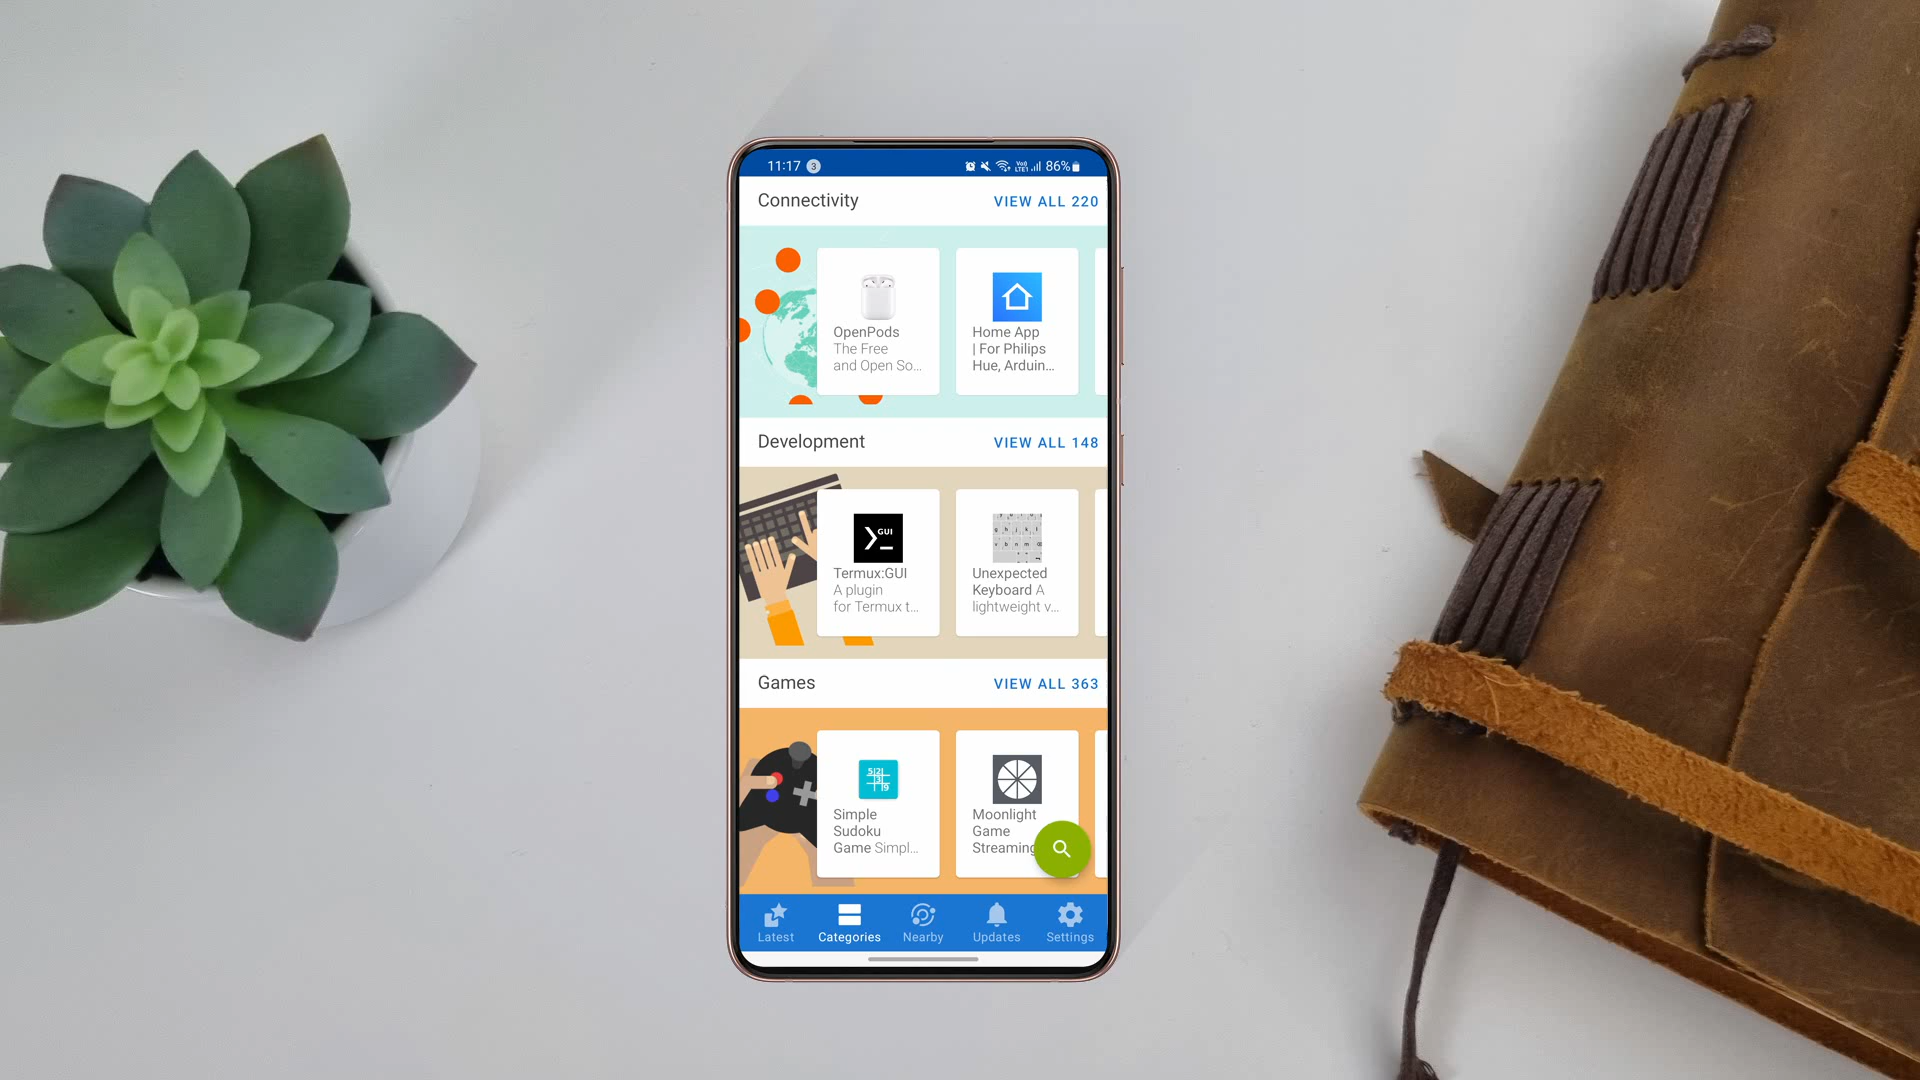 11:17 3
86%
Connectivity VIEW ALL 220
OpenPods
The Free
and Open So...
Home App
| For Philips
Hue, Arduin...
Development VIEW ALL 148
GUI
Termux:GUI
A plugin
for Termux t...
Unexpected
Keyboard A
lightweight v...
Games VIEW ALL 363
Simple
Sudoku
Game Simpl...
Moonlight
Game
Streaming
Latest Categories Nearby Updates Settings